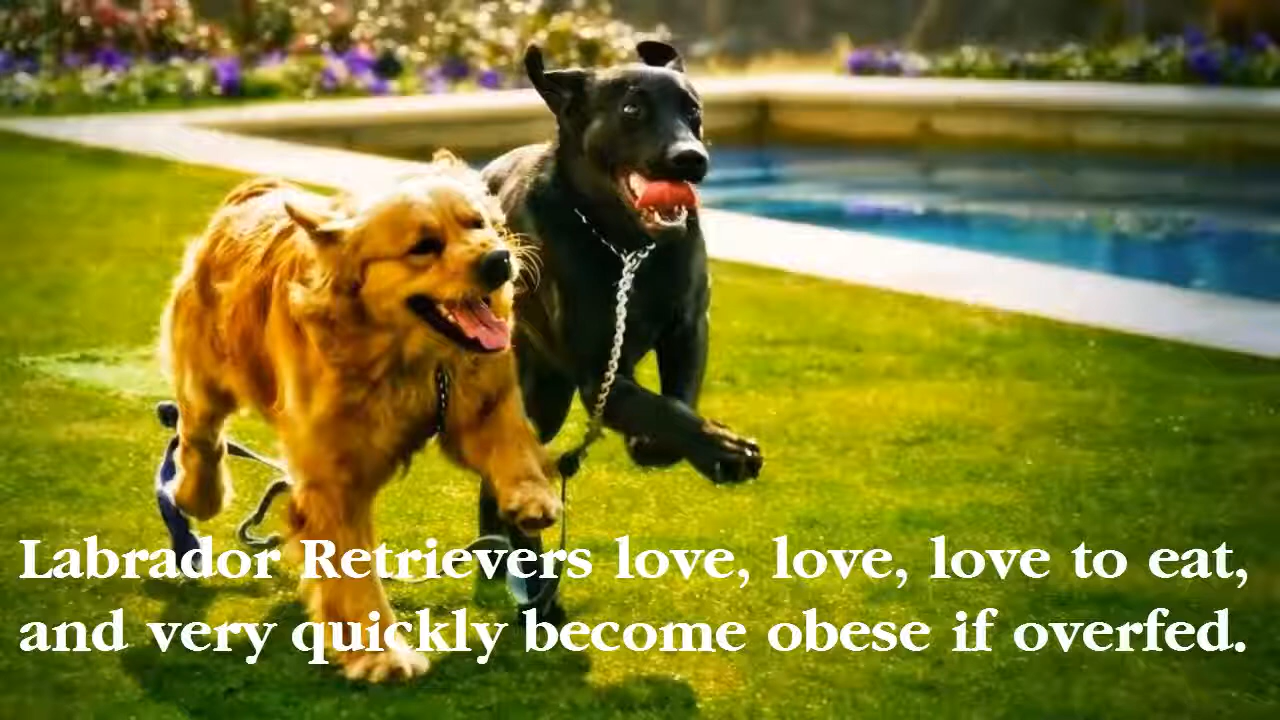 Labrador Retrievers love, love, love to eat,
and very quickly become obese if overfed.